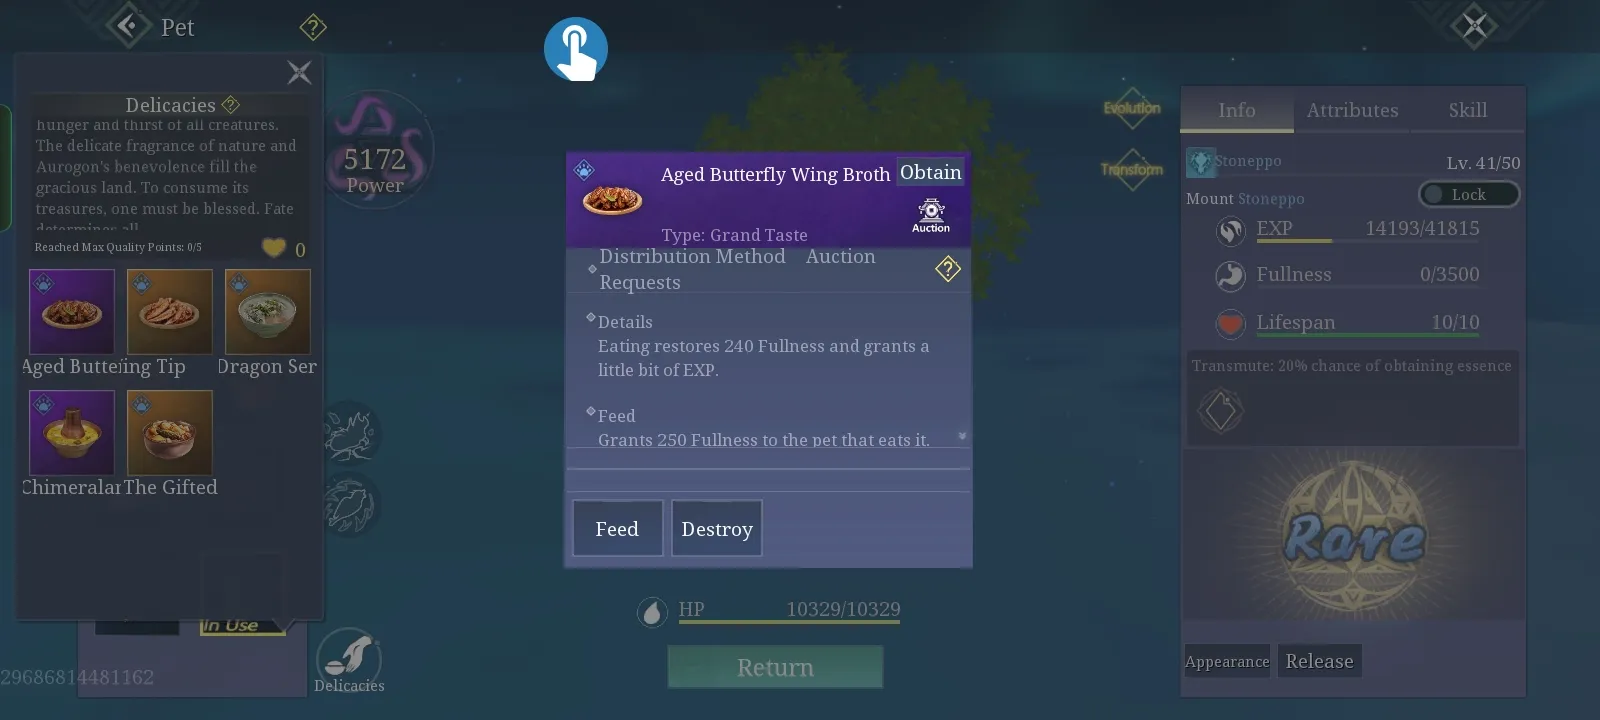 Pet
Delicacies
hunger and thirst of all creatures.
The delicate fragrance of nature and
Aurogon's benevolence fill the
gracious land. To consume its
treasures, one must be blessed. Fate
determines all
Reached Max Quality Points: 0/5
0
Aged Butte
ing Tip
Dragon Ser
Chimeralar
The Gifted
In Use
29686814481162
Delicacies
5172
Power
Aged Butterfly Wing Broth
Obtain
Auction
Type: Grand Taste
Distribution Method Auction
Requests
Details
Eating restores 240 Fullness and grants a
little bit of EXP.
Feed
Grants 250 Fullness to the pet that eats it.
Feed
Destroy
HP 10329/10329
Return
Evolution
Transform
Info
Attributes
Skill
Stoneppo
Lv. 41/50
Mount Stoneppo
Lock
EXP 14193/41815
Fullness 0/3500
Lifespan 10/10
Transmute: 20% chance of obtaining essence
Rare
Appearance
Release